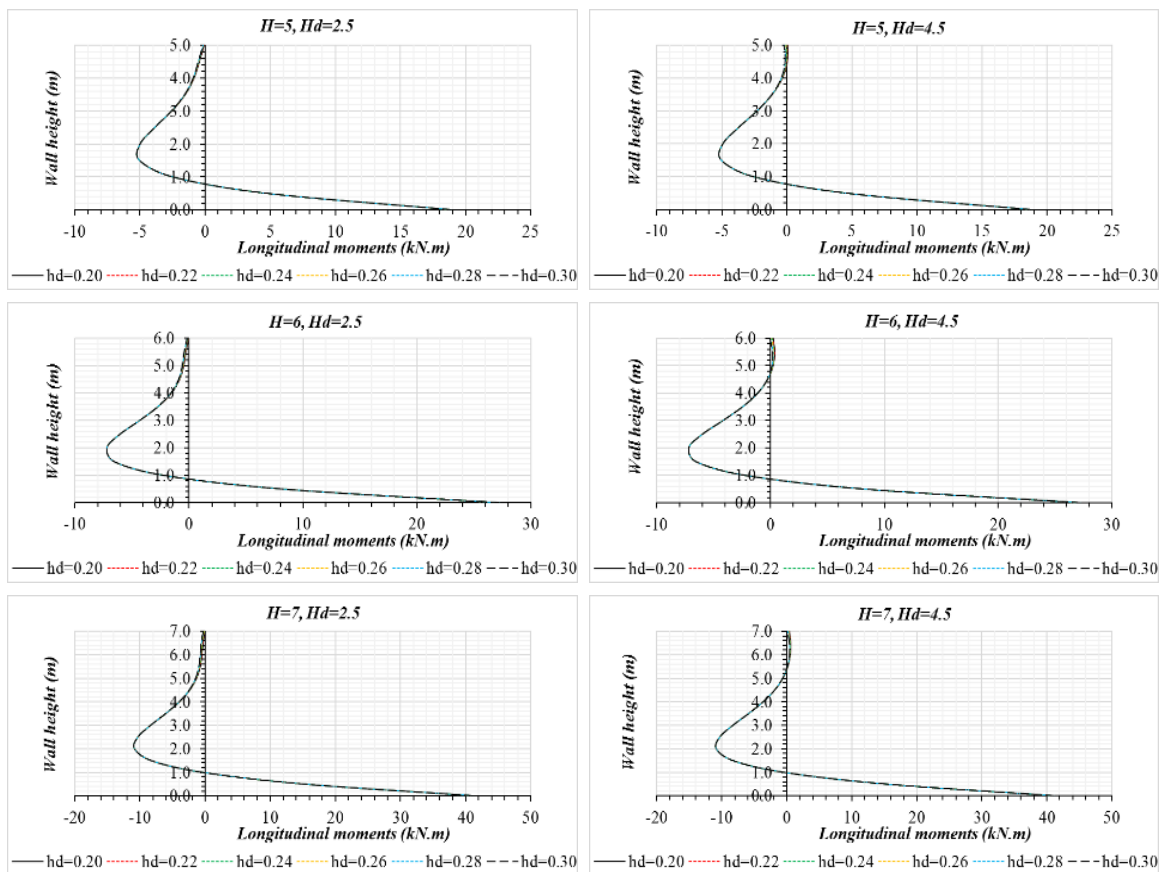 H=5, Hd=2.5
5.0
4.0
3.0
2.0
1.0
0.0
Wall height (m)
-10 -5 0 5 10 15 20 25
Longitudinal moments (kN.m)
hd=0.20 hd=0.22 hd=0.24 hd=0.26 hd=0.28 hd=0.30
H=5, Hd=4.5
5.0
4.0
3.0
2.0
1.0
0.0
Wall height (m)
-10 -5 0 5 10 15 20 25
Longitudinal moments (kN.m)
hd=0.20 hd=0.22 hd=0.24 hd=0.26 hd=0.28 hd=0.30
H=6, Hd=2.5
6.0
5.0
4.0
3.0
2.0
1.0
0.0
Wall height (m)
-10 0 10 20 30
Longitudinal moments (kN.m)
hd=0.20 hd=0.22 hd=0.24 hd=0.26 hd=0.28 hd=0.30
H=6, Hd=4.5
6.0
5.0
4.0
3.0
2.0
1.0
0.0
Wall height (m)
-10 0 10 20 30
Longitudinal moments (kN.m)
hd=0.20 hd=0.22 hd=0.24 hd=0.26 hd=0.28 hd=0.30
H=7, Hd=2.5
7.0
6.0
5.0
4.0
3.0
2.0
1.0
0.0
Wall height (m)
-20 -10 0 10 20 30 40 50
Longitudinal moments (kN.m)
hd=0.20 hd=0.22 hd=0.24 hd=0.26 hd=0.28 hd=0.30
H=7, Hd=4.5
7.0
6.0
5.0
4.0
3.0
2.0
1.0
0.0
Wall height (m)
-20 -10 0 10 20 30 40 50
Longitudinal moments (kN.m)
hd=0.20 hd=0.22 hd=0.24 hd=0.26 hd=0.28 hd=0.30